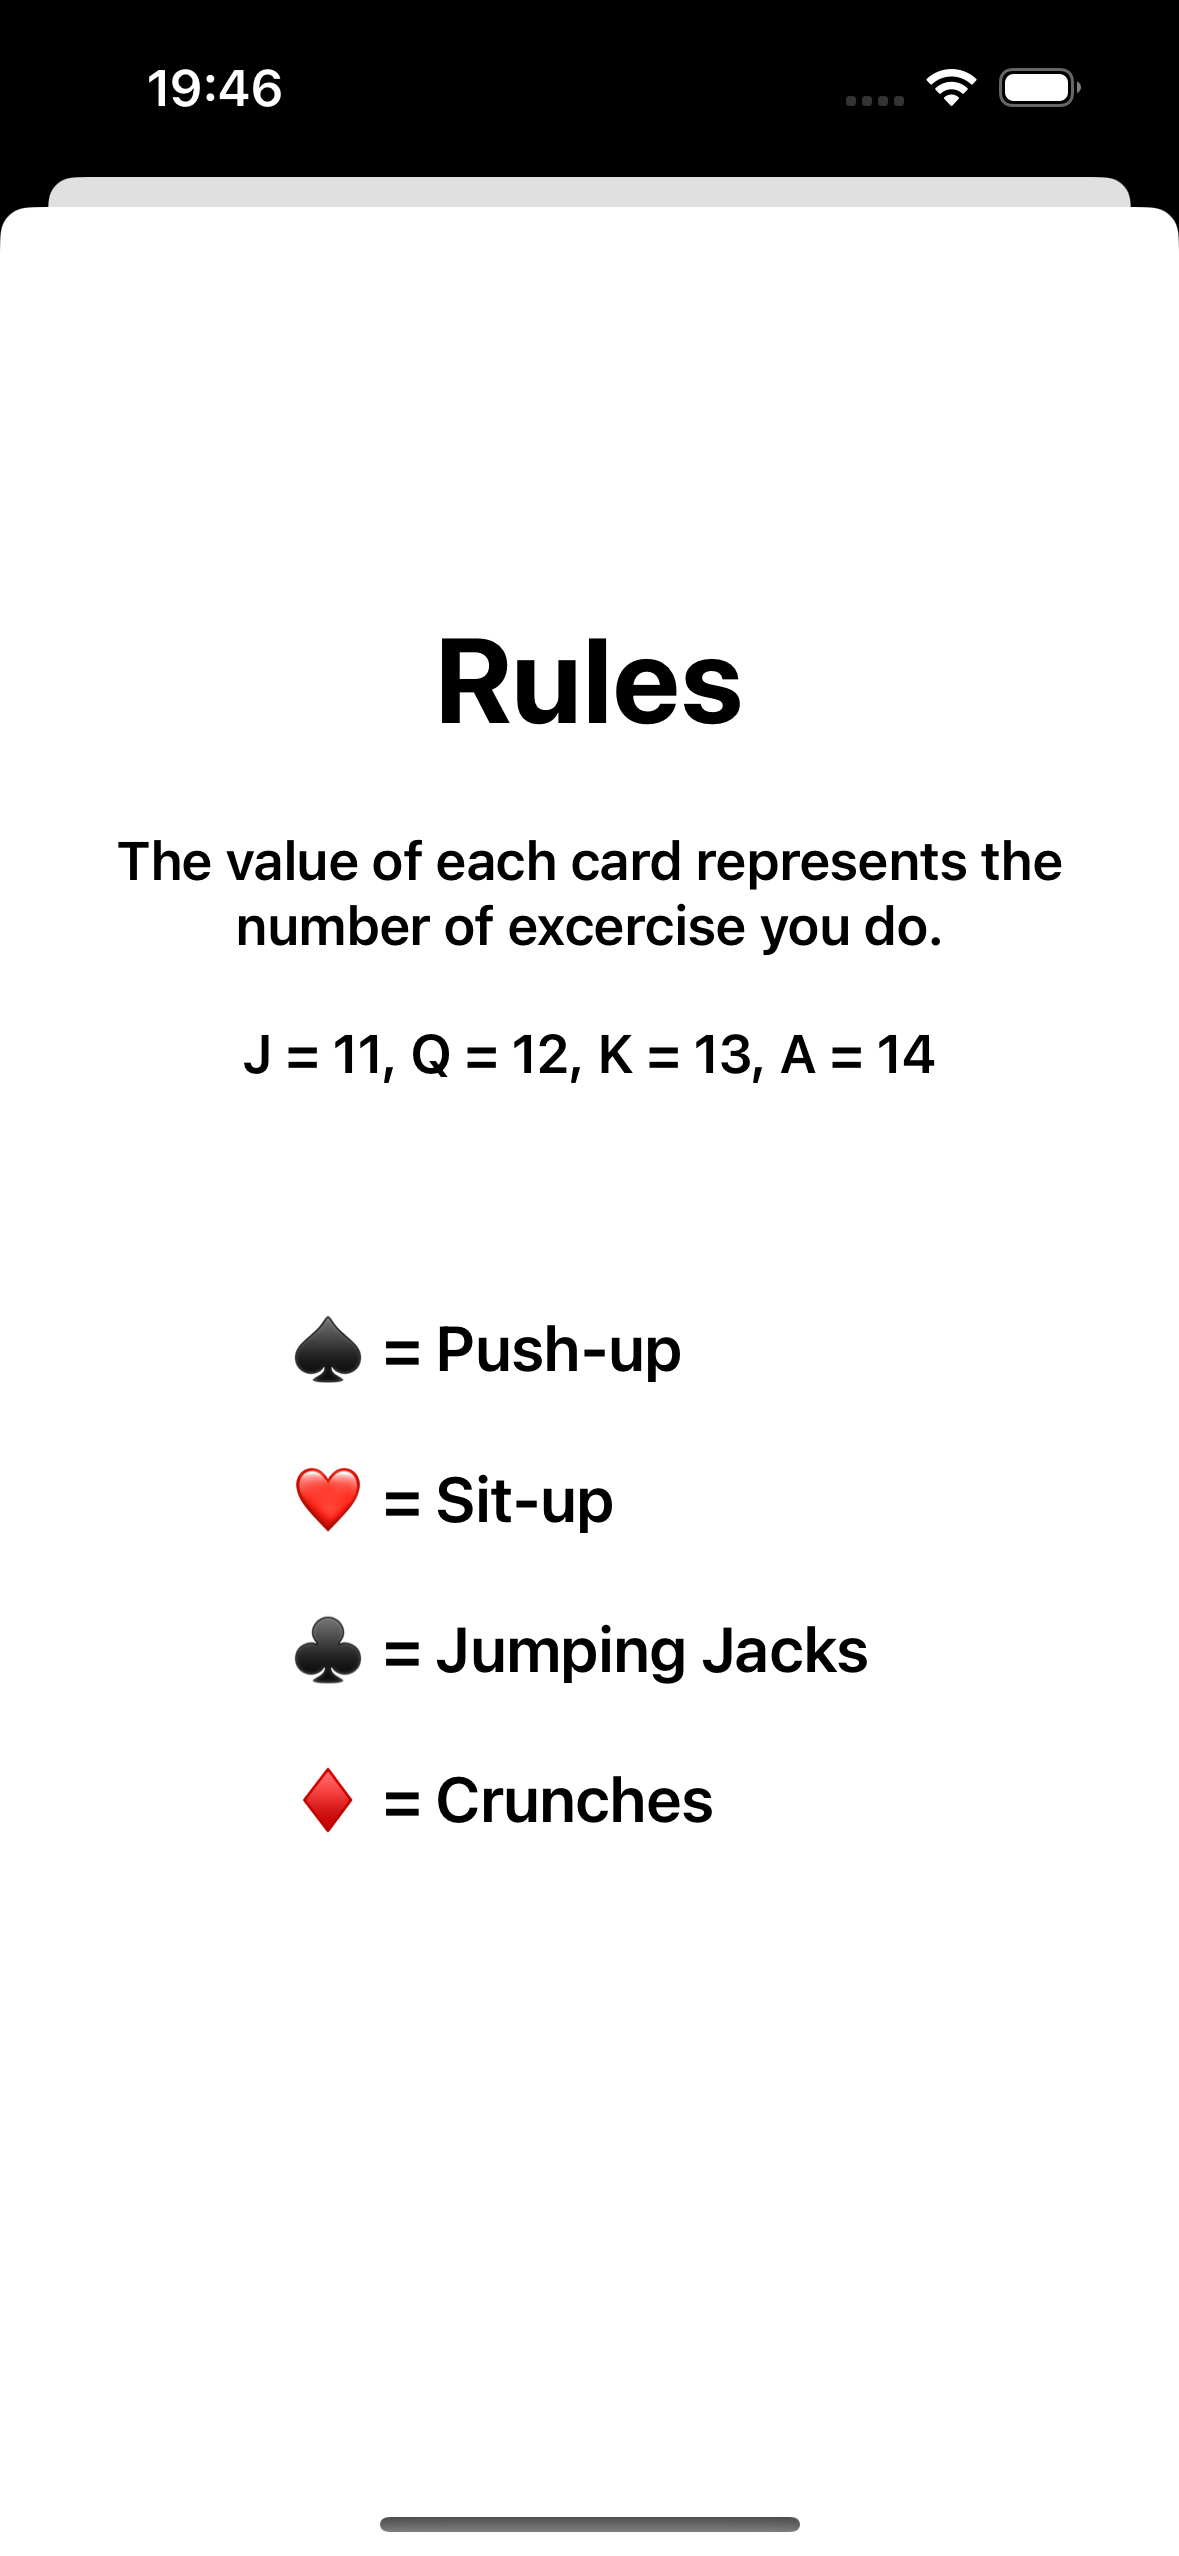 19:46
Rules
The value of each card represents the
number of excercise you do.
J = 11, Q = 12, K = 13, A = 14
♠️ = Push-up
❤️ = Sit-up
♣️ = Jumping Jacks
♦️ = Crunches